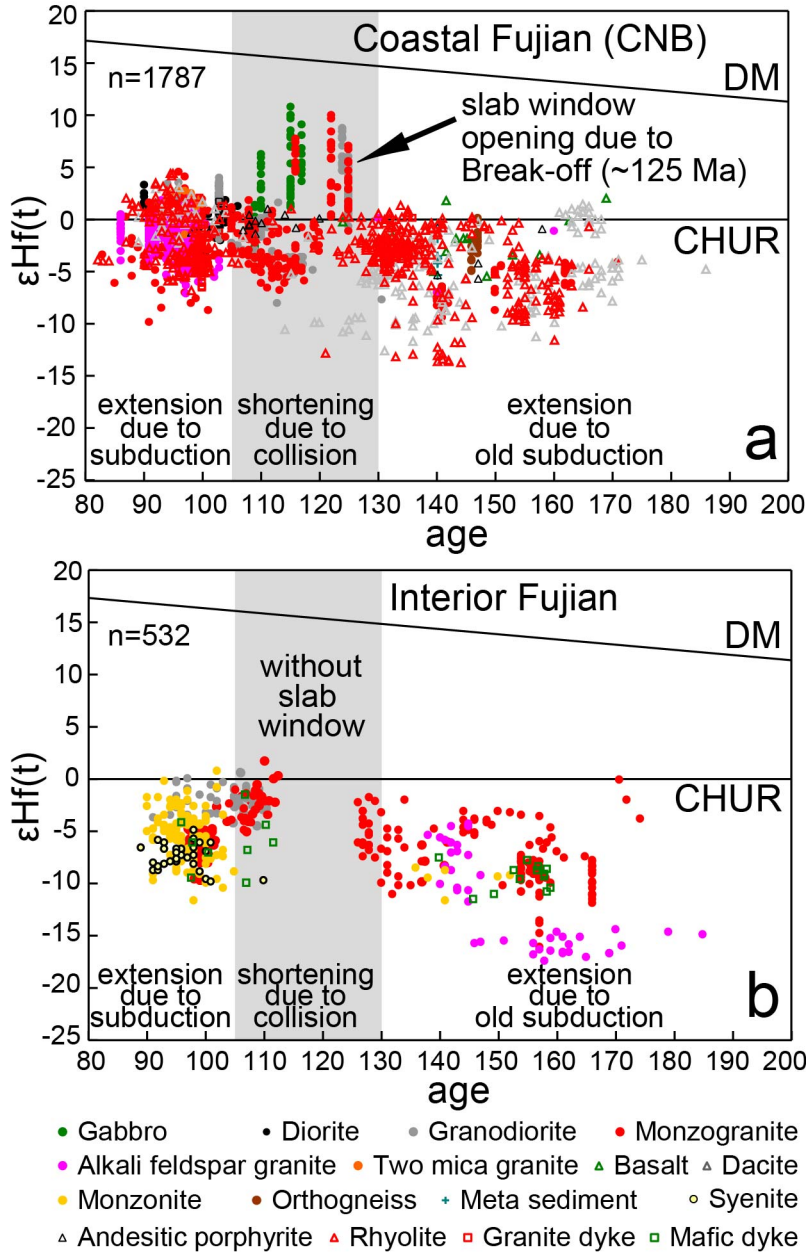 20
15
10
5
0
-5
-10
-15
-20
-25
εHf(t)
Coastal Fujian (CNB)
DM
n=1787
slab window
opening due to
Break-off (~125 Ma)
CHUR
extension
due to
subduction
shortening
due to
collision
extension
due to
old subduction
a
80 90 100 110 120 130 140 150 160 170 180 190 200
age
20
15
10
5
0
-5
-10
-15
-20
-25
εHf(t)
Interior Fujian
DM
n=532
without
slab
window
CHUR
extension
due to
subduction
shortening
due to
collision
extension
due to
old subduction
b
80 90 100 110 120 130 140 150 160 170 180 190 200
age
Gabbro Diorite Granodiorite Monzogranite
Alkali feldspar granite Two mica granite Basalt Dacite
Monzonite Orthogneiss Meta sediment Syenite
Andesitic porphyrite Rhyolite Granite dyke Mafic dyke